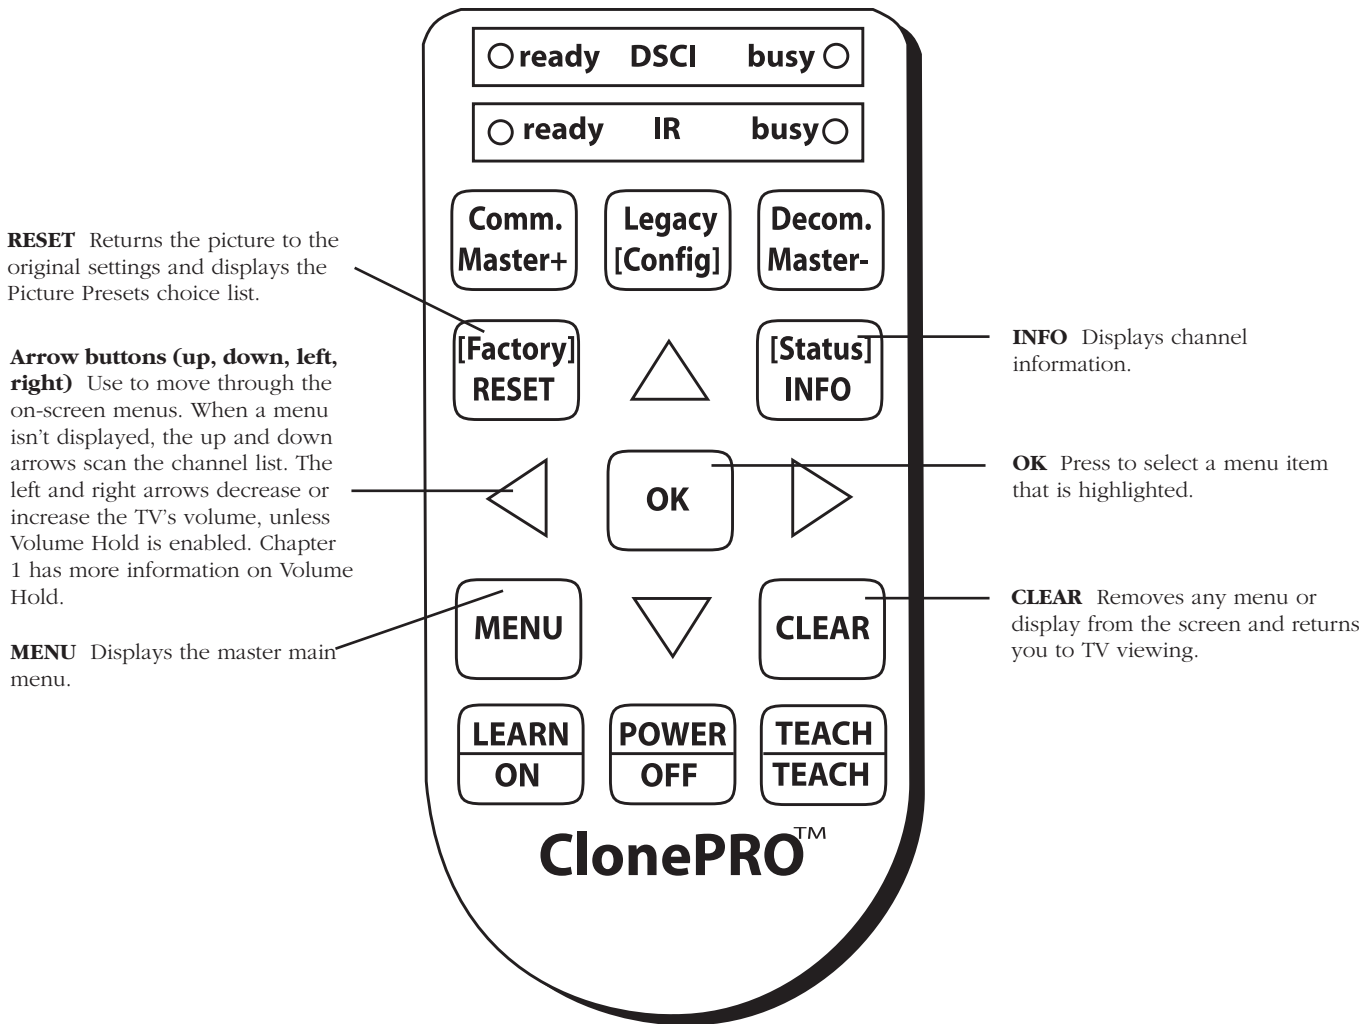 ready DSCI busy
ready IR busy
Comm.
Master+
Legacy
[Config]
Decom.
Master-
[Factory]
RESET
[Status]
INFO
OK
MENU
CLEAR
LEARN
ON
POWER
OFF
TEACH
TEACH
ClonePRO™
RESET Returns the picture to the
original settings and displays the
Picture Presets choice list.
Arrow buttons (up, down, left,
right) Use to move through the
on-screen menus. When a menu
isn't displayed, the up and down
arrows scan the channel list. The
left and right arrows decrease or
increase the TV's volume, unless
Volume Hold is enabled. Chapter
1 has more information on Volume
Hold.
MENU Displays the master main
menu.
INFO Displays channel
information.
OK Press to select a menu item
that is highlighted.
CLEAR Removes any menu or
display from the screen and returns
you to TV viewing.